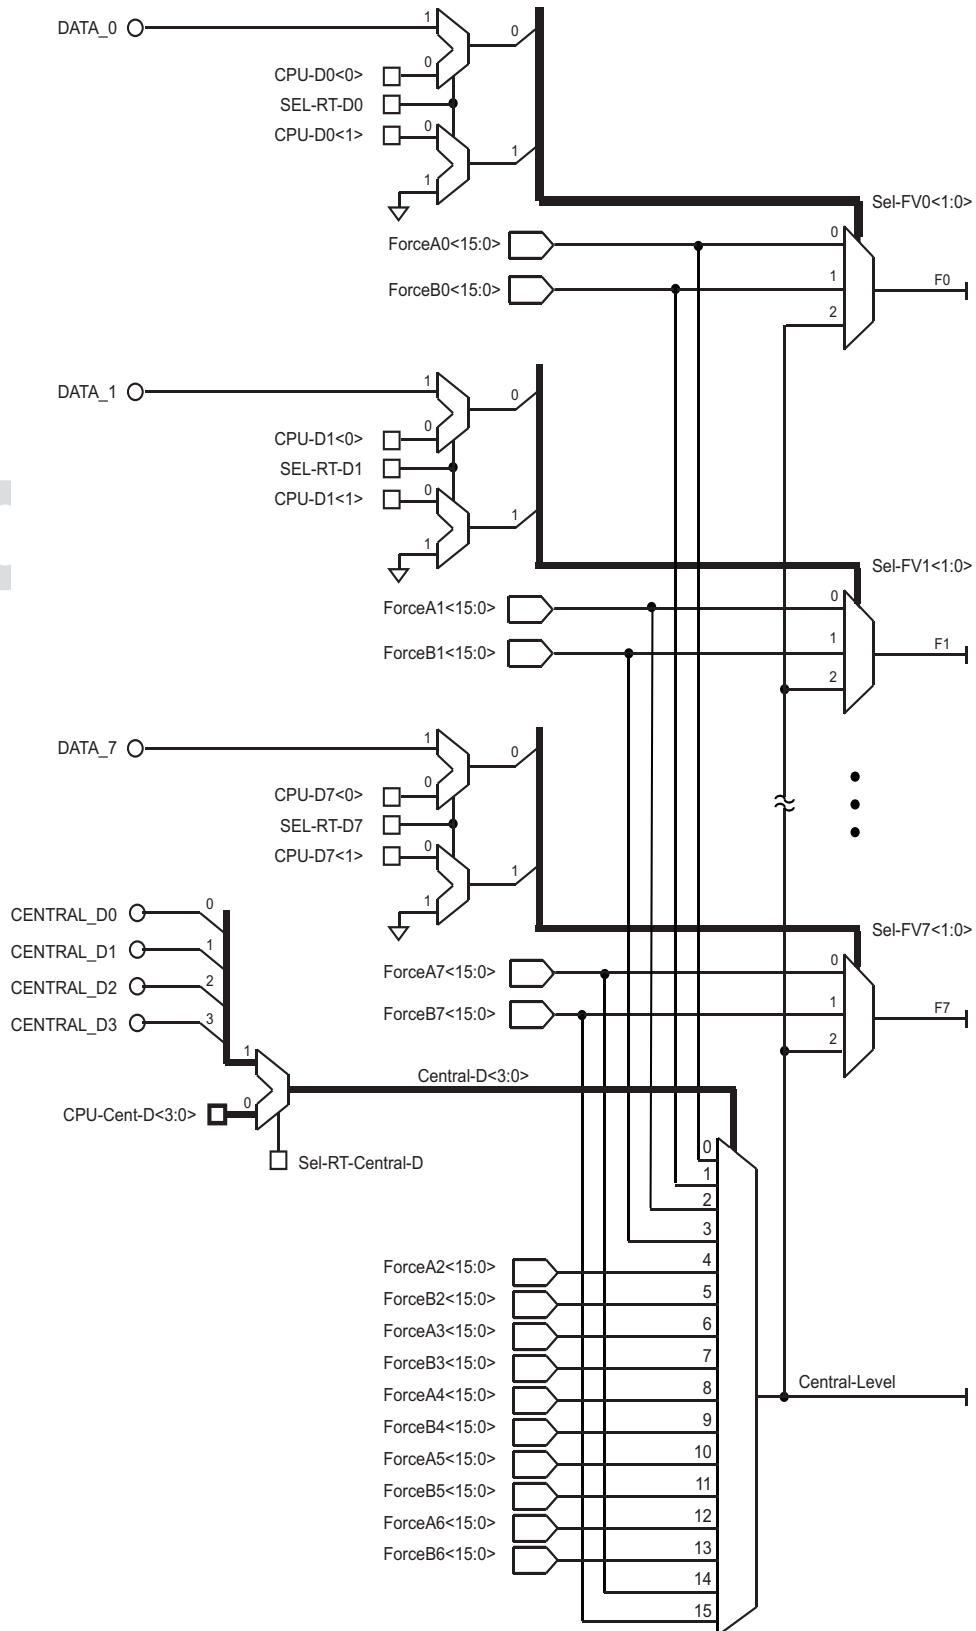 DATA_0
1
0
CPU-D0<0>
0
SEL-RT-D0
CPU-D0<1>
0
1
1
Sel-FV0<1:0>
ForceA0<15:0>
0
ForceB0<15:0>
1
F0
2
DATA_1
1
0
CPU-D1<0>
0
SEL-RT-D1
CPU-D1<1>
0
1
1
Sel-FV1<1:0>
ForceA1<15:0>
0
ForceB1<15:0>
1
F1
2
DATA_7
1
0
CPU-D7<0>
0
SEL-RT-D7
CPU-D7<1>
0
1
1
CENTRAL_D0
0
CENTRAL_D1
1
CENTRAL_D2
2
CENTRAL_D3
3
Sel-FV7<1:0>
ForceA7<15:0>
0
ForceB7<15:0>
1
F7
2
1
Central-D<3:0>
CPU-Cent-D<3:0>
0
Sel-RT-Central-D
0
1
2
3
ForceA2<15:0>
4
ForceB2<15:0>
5
ForceA3<15:0>
6
ForceB3<15:0>
7
ForceA4<15:0>
8
Central-Level
ForceB4<15:0>
9
ForceA5<15:0>
10
ForceB5<15:0>
11
ForceA6<15:0>
12
ForceB6<15:0>
13
14
15